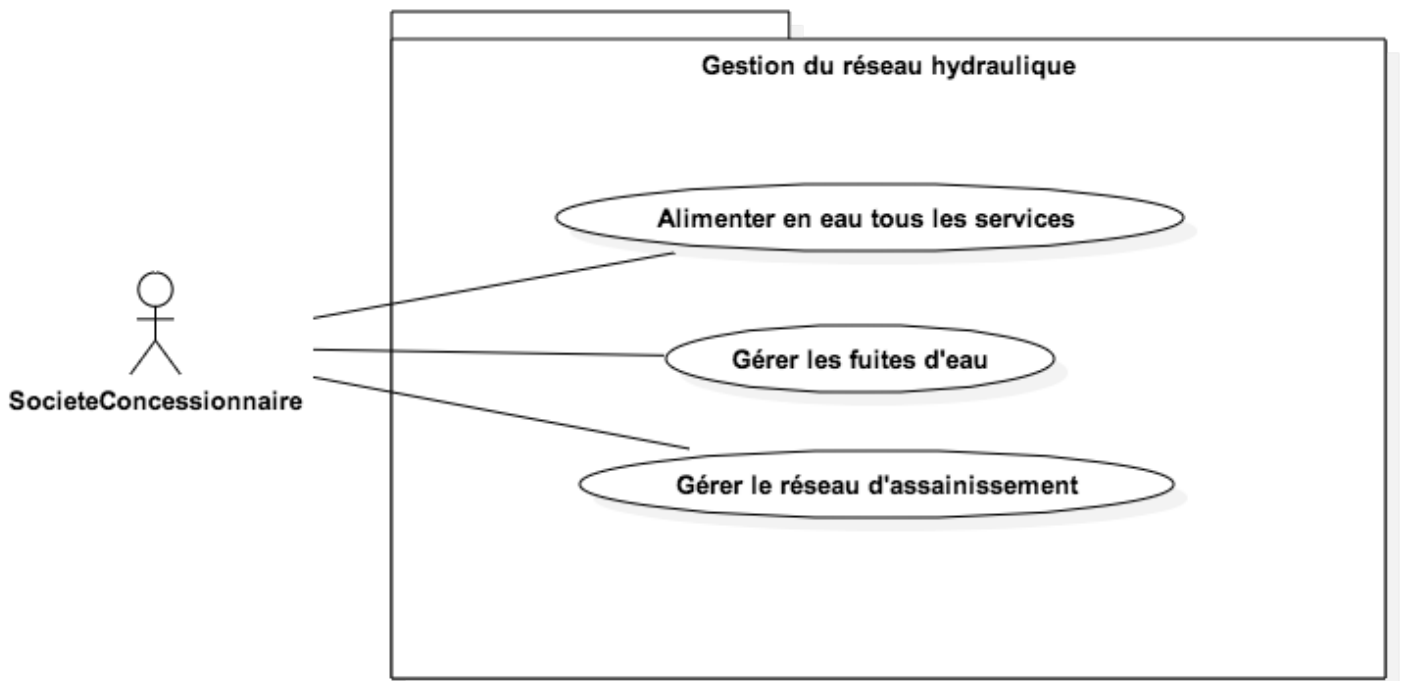 Gestion du réseau hydraulique
Alimenter en eau tous les services
Gérer les fuites d'eau
SocieteConcessionnaire
Gérer le réseau d'assainissement